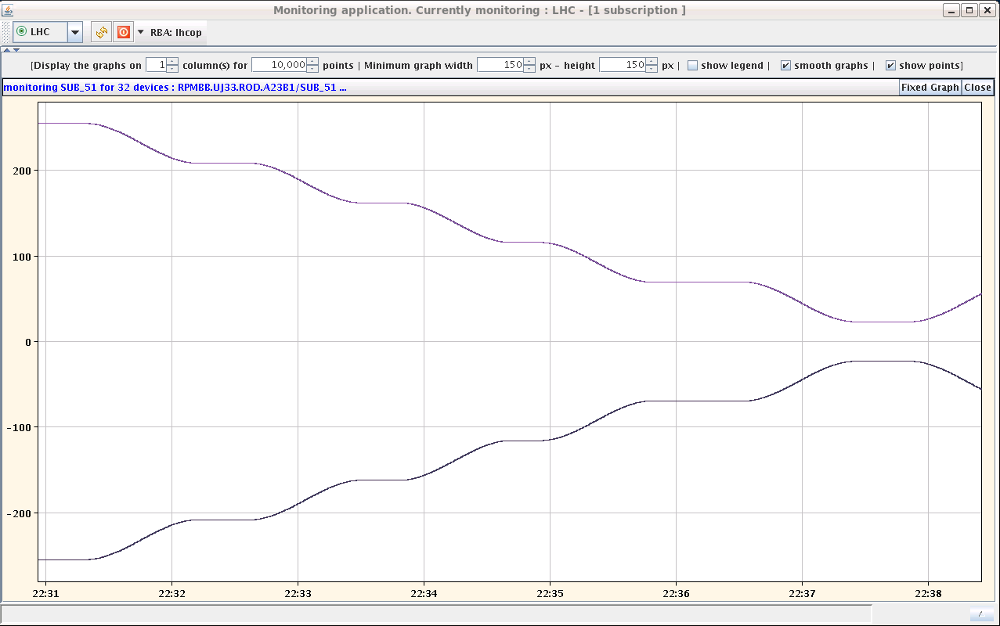 Monitoring application. Currently monitoring : LHC - [1 subscription ]
LHC RBA: lhcop
[Display the graphs on 1 column(s) for 10,000 points | Minimum graph width 150 px - height 150 px | show legend | smooth graphs | show points]
monitoring SUB_51 for 32 devices : RPMBB.UJ33.ROD.A23B1/SUB_51 ... Fixed Graph Close
200
100
0
-100
-200
22:31 22:32 22:33 22:34 22:35 22:36 22:37 22:38